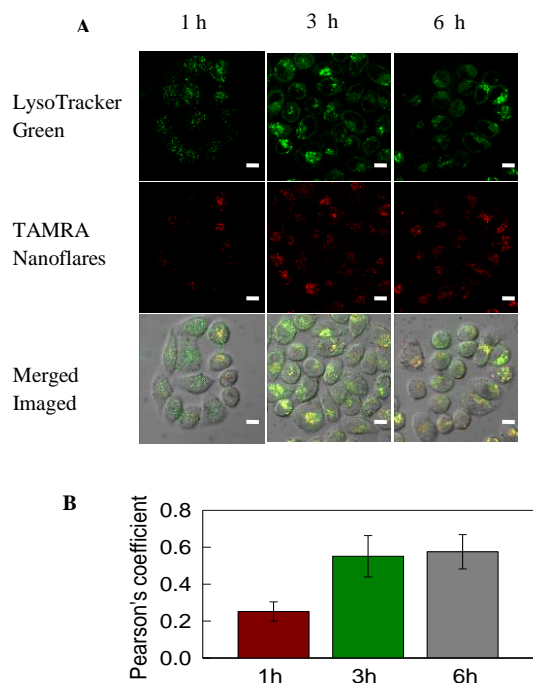 A
1 h
3 h
6 h
LysoTracker
Green
TAMRA
Nanoflares
Merged
Imaged
B
Pearson's coefficient
0.8
0.6
0.4
0.2
0.0
1h
3h
6h